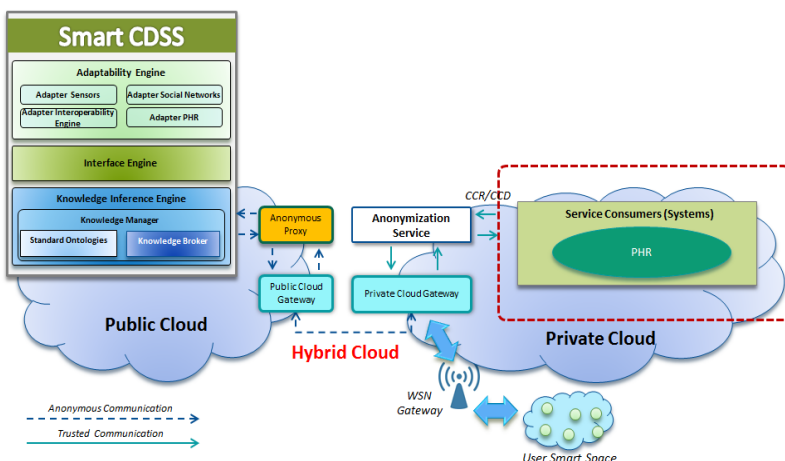 Smart CDSS
Adaptability Engine
Adapter Sensors
Adapter Social Networks
Adapter Interoperability
Engine
Adapter PHR
Interface Engine
Knowledge Inference Engine
Knowledge Manager
Standard Ontologies
Knowledge Broker
Anonymous
Proxy
Public Cloud
Gateway
Public Cloud
Anonymization
Service
Private Cloud Gateway
CCR/CCD
Service Consumers (Systems)
PHR
Private Cloud
Hybrid Cloud
WSN
Gateway
User Smart Space
Anonymous Communication
Trusted Communication